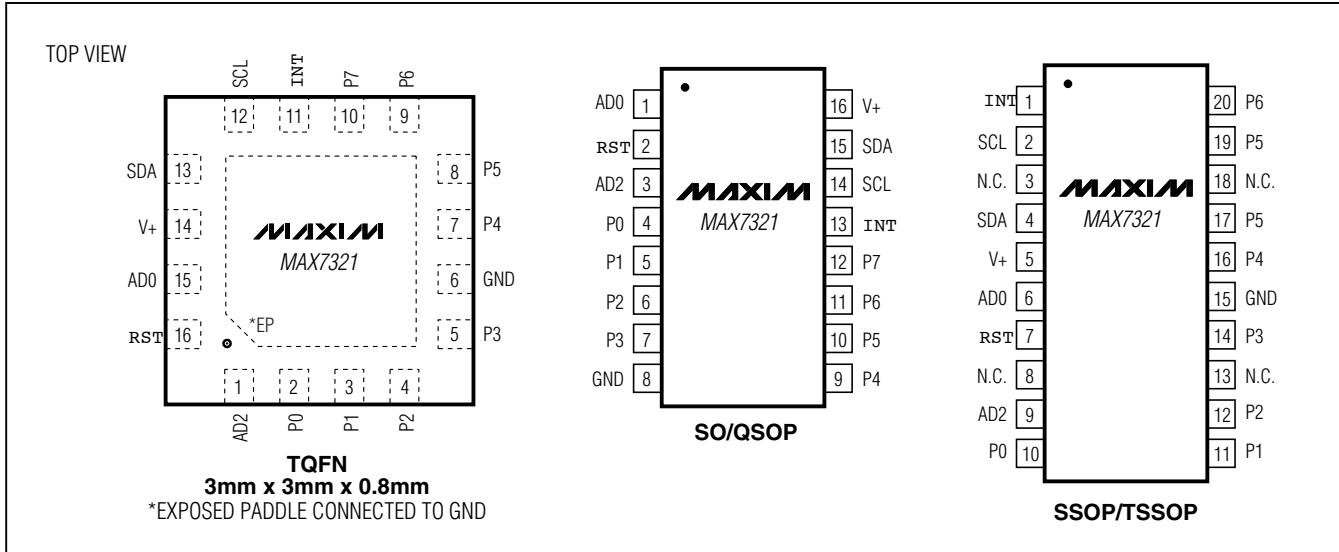 TOP VIEW
SCL INT P7 P6
12 11 10 9
SDA 13
V+ 14
AD0 15
RST 16
8 P5
7 P4
6 GND
5 P3
MAXIM
MAX7321
*EP
1 2 3 4
AD2 P0 P1 P2
TQFN
3mm x 3mm x 0.8mm
*EXPOSED PADDLE CONNECTED TO GND
AD0 1
RST 2
AD2 3
P0 4
P1 5
P2 6
P3 7
GND 8
MAXIM
MAX7321
16 V+
15 SDA
14 SCL
13 INT
12 P7
11 P6
10 P5
9 P4
SO/QSOP
INT 1
SCL 2
N.C. 3
SDA 4
V+ 5
AD0 6
RST 7
N.C. 8
AD2 9
P0 10
MAXIM
MAX7321
20 P6
19 P5
18 N.C.
17 P5
16 P4
15 GND
14 P3
13 N.C.
12 P2
11 P1
SSOP/TSSOP